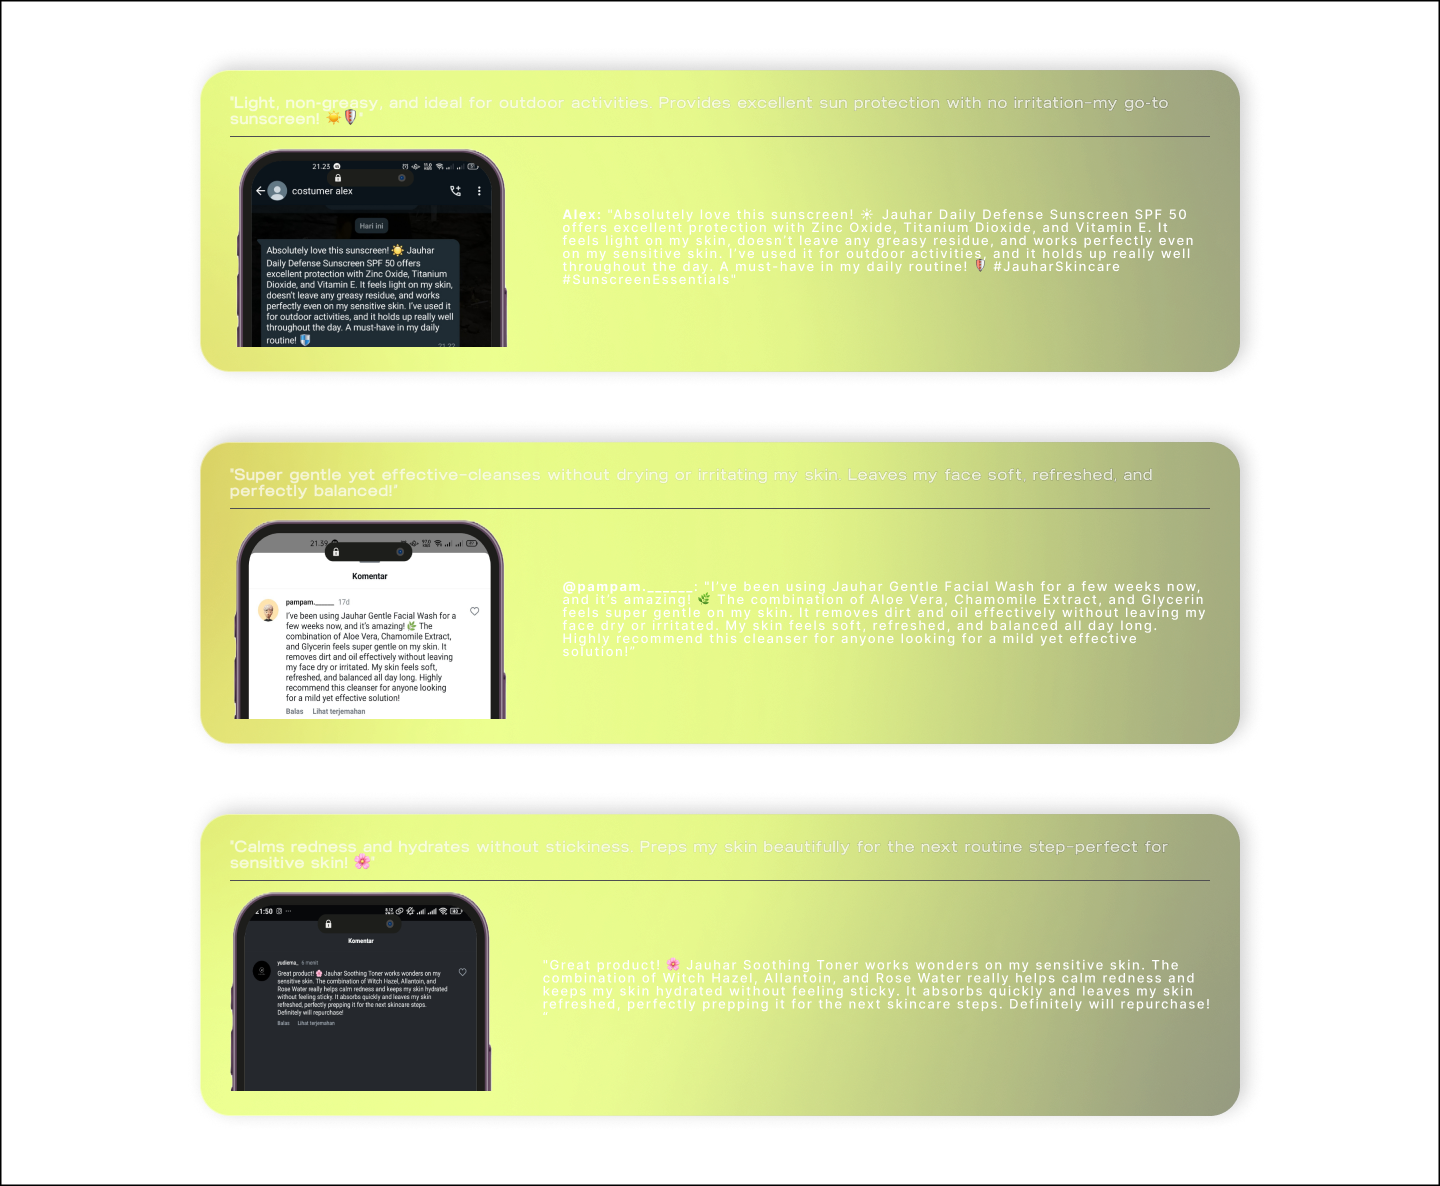 "Light, non-greasy, and ideal for outdoor activities. Provides excellent sun protection with no irritation-my go-to
sunscreen! ☀️🛡️"
21.23
costumer alex
Hari ini
Absolutely love this sunscreen! ☀️ Jauhar
Daily Defense Sunscreen SPF 50 offers
excellent protection with Zinc Oxide, Titanium
Dioxide, and Vitamin E. It feels light on my skin,
doesn't leave any greasy residue, and works
perfectly even on my sensitive skin. I've used it
for outdoor activities, and it holds up really well
throughout the day. A must-have in my daily
routine! 🛡️
Alex: "Absolutely love this sunscreen! ☀ Jauhar Daily Defense Sunscreen SPF 50
offers excellent protection with Zinc Oxide, Titanium Dioxide, and Vitamin E. It
feels light on my skin, doesn't leave any greasy residue, and works perfectly even
on my sensitive skin. I've used it for outdoor activities, and it holds up really well
throughout the day. A must-have in my daily routine! 🛡️ #JauharSkincare
#SunscreenEssentials"
"Super gentle yet effective-cleanses without drying or irritating my skin. Leaves my face soft, refreshed, and
perfectly balanced!"
21.39
Komentar
pampam.______ 17d
I've been using Jauhar Gentle Facial Wash for a
few weeks now, and it's amazing! 🌿 The
combination of Aloe Vera, Chamomile Extract,
and Glycerin feels super gentle on my skin. It
removes dirt and oil effectively without leaving
my face dry or irritated. My skin feels soft,
refreshed, and balanced all day long. Highly
recommend this cleanser for anyone looking
for a mild yet effective solution!
Balas Lihat terjemahan
@pampam.______: "I've been using Jauhar Gentle Facial Wash for a few weeks now,
and it's amazing! 🌿 The combination of Aloe Vera, Chamomile Extract, and Glycerin
feels super gentle on my skin. It removes dirt and oil effectively without leaving my
face dry or irritated. My skin feels soft, refreshed, and balanced all day long.
Highly recommend this cleanser for anyone looking for a mild yet effective
solution!"
"Calms redness and hydrates without stickiness. Preps my skin beautifully for the next routine step-perfect for
sensitive skin! 🌸"
21:50
Komentar
yudiema_ 6 menit
Great product! 🌸 Jauhar Soothing Toner works wonders on my
sensitive skin. The combination of Witch Hazel, Allantoin, and
Rose Water really helps calm redness and keeps my skin hydrated
without feeling sticky. It absorbs quickly and leaves my skin
refreshed, perfectly prepping it for the next skincare steps.
Definitely will repurchase!
Balas Lihat terjemahan
"Great product! 🌸 Jauhar Soothing Toner works wonders on my sensitive skin. The
combination of Witch Hazel, Allantoin, and Rose Water really helps calm redness and
keeps my skin hydrated without feeling sticky. It absorbs quickly and leaves my skin
refreshed, perfectly prepping it for the next skincare steps. Definitely will repurchase!
"